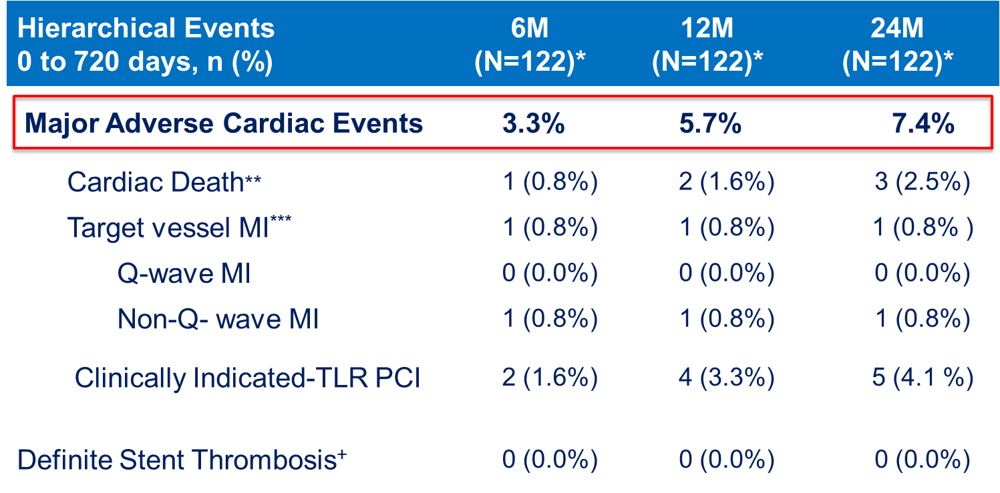 Hierarchical Events 6M 12M 24M
0 to 720 days, n (%) (N=122)* (N=122)* (N=122)*
Major Adverse Cardiac Events 3.3% 5.7% 7.4%
Cardiac Death** 1 (0.8%) 2 (1.6%) 3 (2.5%)
Target vessel MI*** 1 (0.8%) 1 (0.8%) 1 (0.8% )
Q-wave MI 0 (0.0%) 0 (0.0%) 0 (0.0%)
Non-Q- wave MI 1 (0.8%) 1 (0.8%) 1 (0.8%)
Clinically Indicated-TLR PCI 2 (1.6%) 4 (3.3%) 5 (4.1 %)
Definite Stent Thrombosis+ 0 (0.0%) 0 (0.0%) 0 (0.0%)